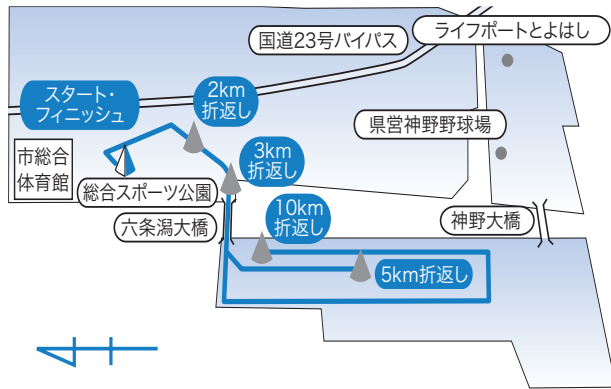 ライフポートとよはし
国道23号バイパス
スタート・
フィニッシュ
2km
折返し
県営神野野球場
市総合
体育館
3km
折返し
総合スポーツ公園
六条潟大橋
10km
折返し
神野大橋
5km折返し